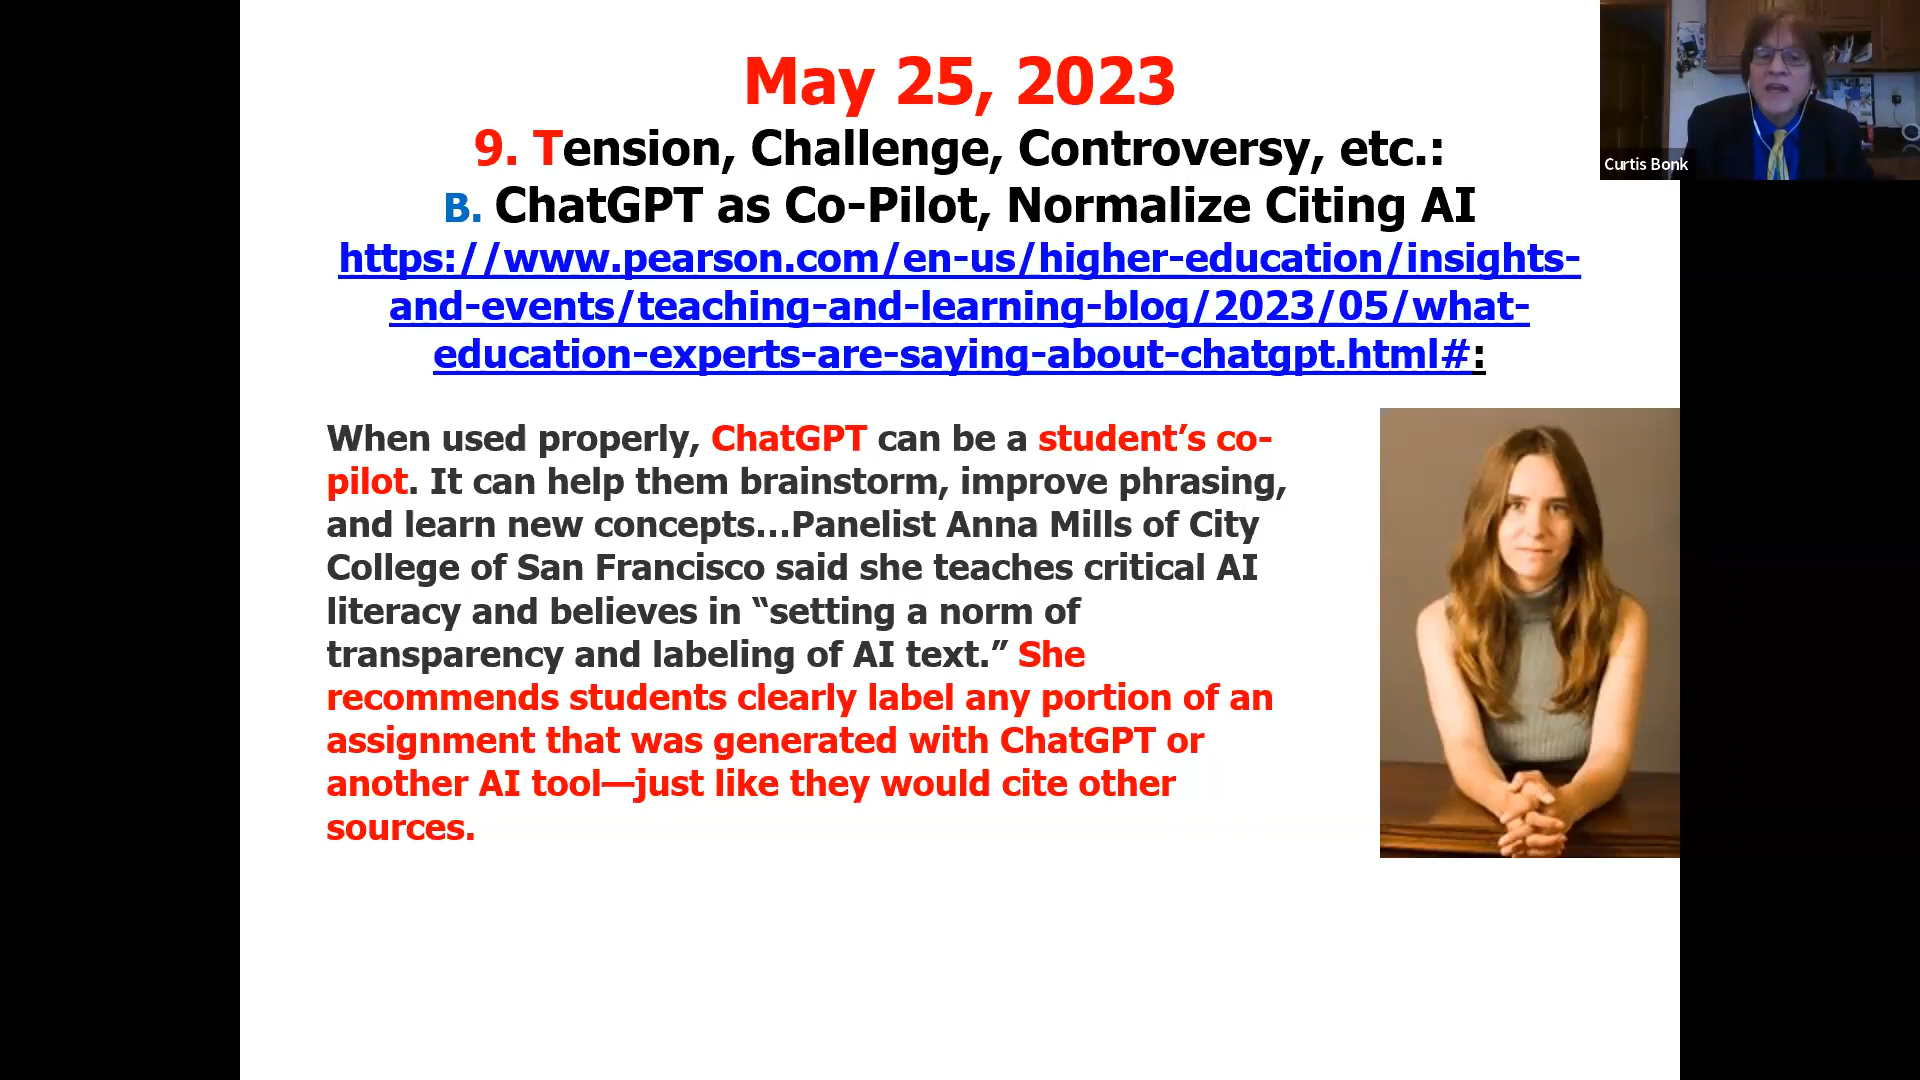 May 25, 2023
9. Tension, Challenge, Controversy, etc.:
B. ChatGPT as Co-Pilot, Normalize Citing AI
https://www.pearson.com/en-us/higher-education/insights-
and-events/teaching-and-learning-blog/2023/05/what-
education-experts-are-saying-about-chatgpt.html#:
When used properly, ChatGPT can be a student’s co-
pilot. It can help them brainstorm, improve phrasing,
and learn new concepts...Panelist Anna Mills of City
College of San Francisco said she teaches critical AI
literacy and believes in “setting a norm of
transparency and labeling of AI text.” She
recommends students clearly label any portion of an
assignment that was generated with ChatGPT or
another AI tool—just like they would cite other
sources.
Curtis Bonk